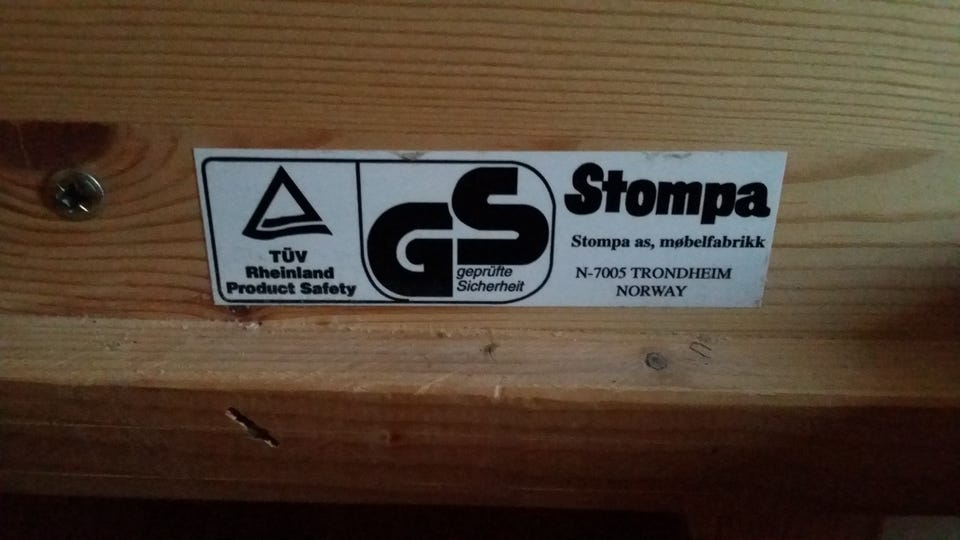 TÜV
Rheinland
Product Safety
GS
geprüfte
Sicherheit
Stompa
Stompa as, møbelfabrikk
N-7005 TRONDHEIM
NORWAY